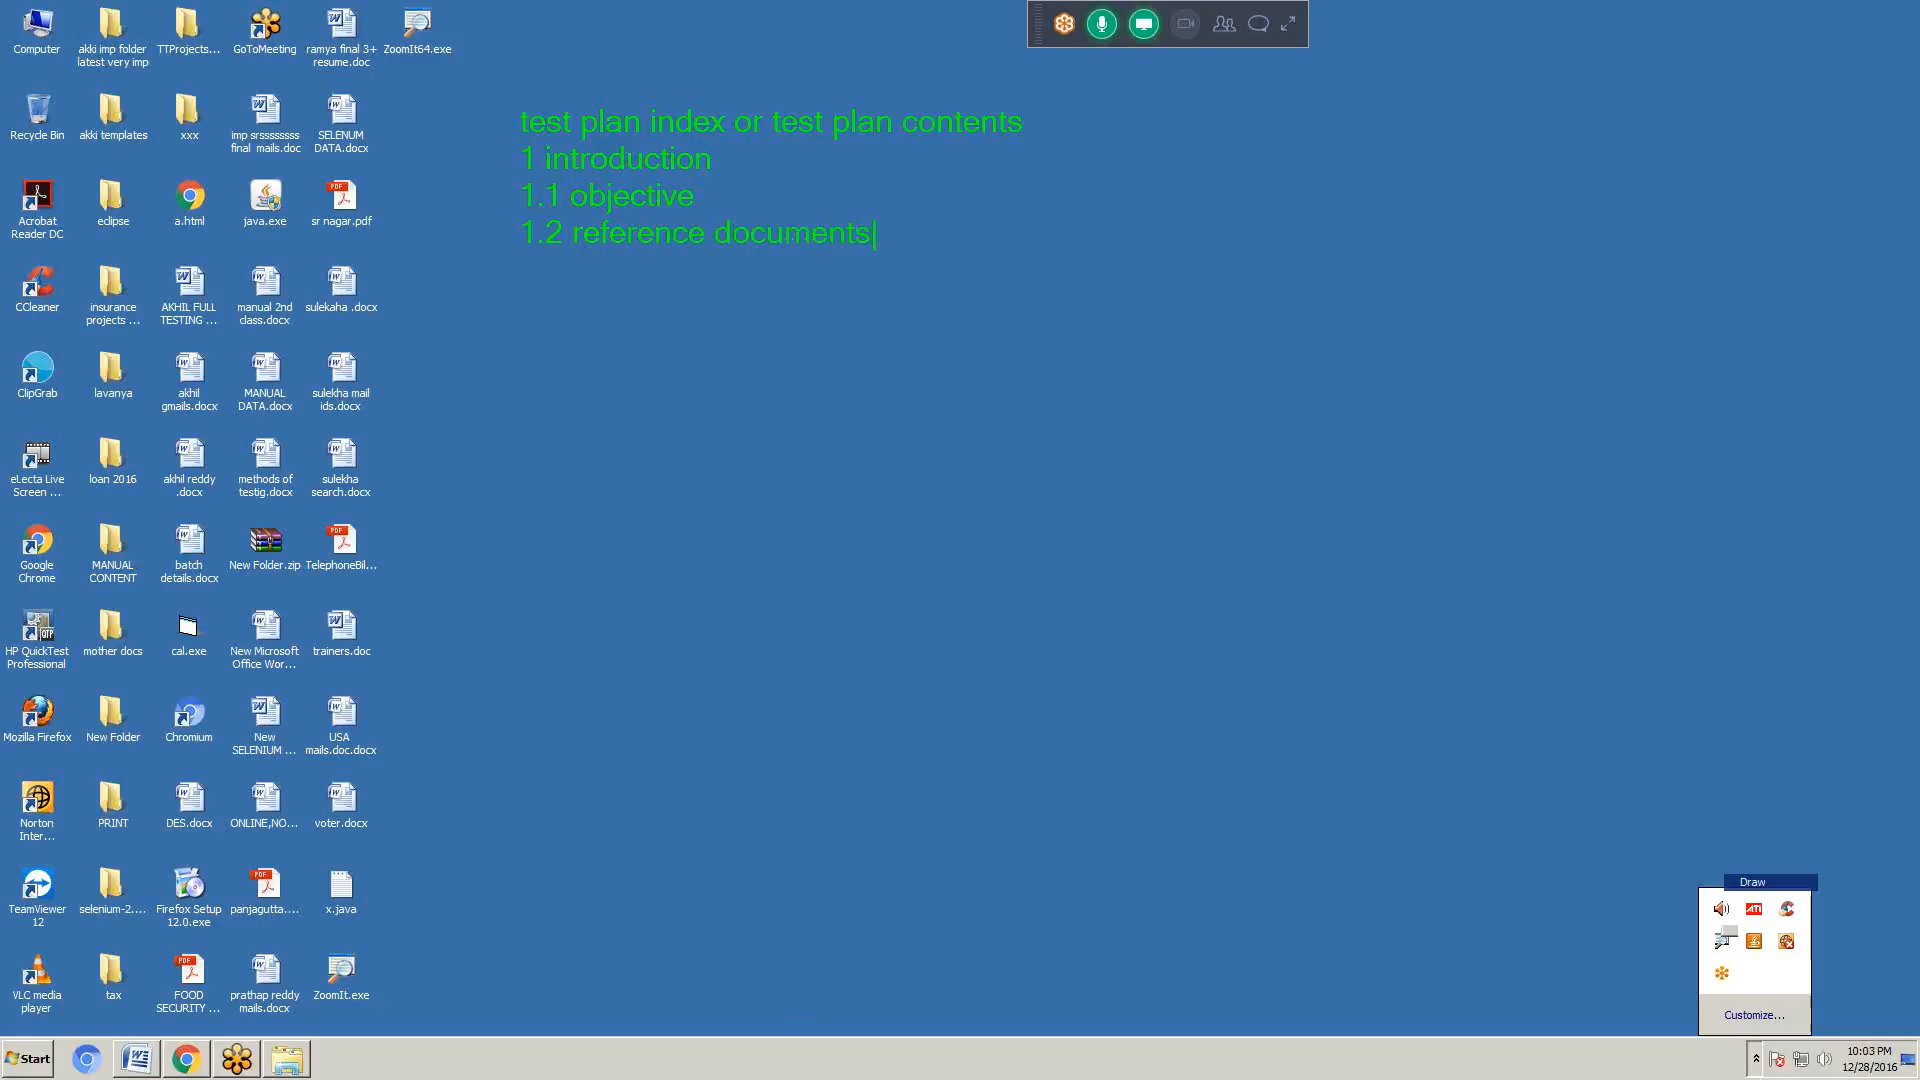 Computer
akki imp folder
latest very imp
TTProjects...
GoToMeeting
ramya final 3+
resume.doc
ZoomIt64.exe
Recycle Bin
akki templates
xxx
imp srssssssss
final mails.doc
SELENUM
DATA.docx
test plan index or test plan contents
1 introduction
1.1 objective
1.2 reference documents
Acrobat
Reader DC
eclipse
a.html
java.exe
sr nagar.pdf
CCleaner
insurance
projects ...
AKHIL FULL
TESTING ...
manual 2nd
class.docx
sulekaha .docx
ClipGrab
lavanya
akhil
gmails.docx
MANUAL
DATA.docx
sulekha mail
ids.docx
eLecta Live
Screen ...
loan 2016
akhil reddy
.docx
methods of
testig.docx
sulekha
search.docx
Google
Chrome
MANUAL
CONTENT
batch
details.docx
New Folder.zip
TelephoneBil...
HP QuickTest
Professional
mother docs
cal.exe
New Microsoft
Office Wor...
trainers.doc
Mozilla Firefox
New Folder
Chromium
New
SELENIUM ...
USA
mails.doc.docx
Norton
Inter...
PRINT
DES.docx
ONLINE,NO...
voter.docx
TeamViewer
12
selenium-2....
Firefox Setup
12.0.exe
panjagutta....
x.java
VLC media
player
tax
FOOD
SECURITY ...
prathap reddy
mails.docx
ZoomIt.exe
Draw
ATI
Customize...
Start
10:03 PM
12/28/2016